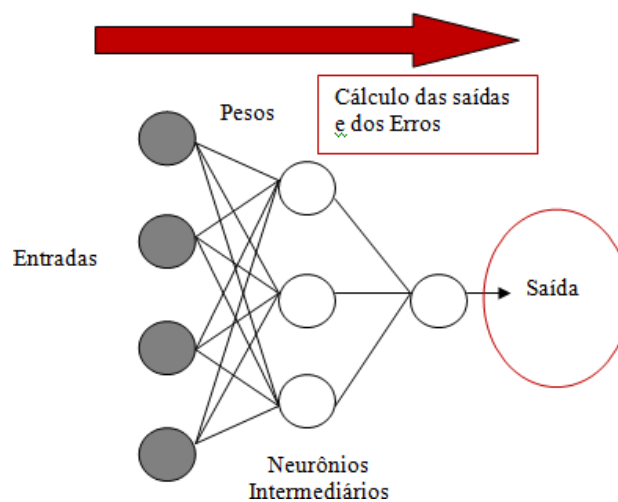 Cálculo das saídas
e dos Erros
Pesos
Entradas
Saída
Neurônios
Intermediários